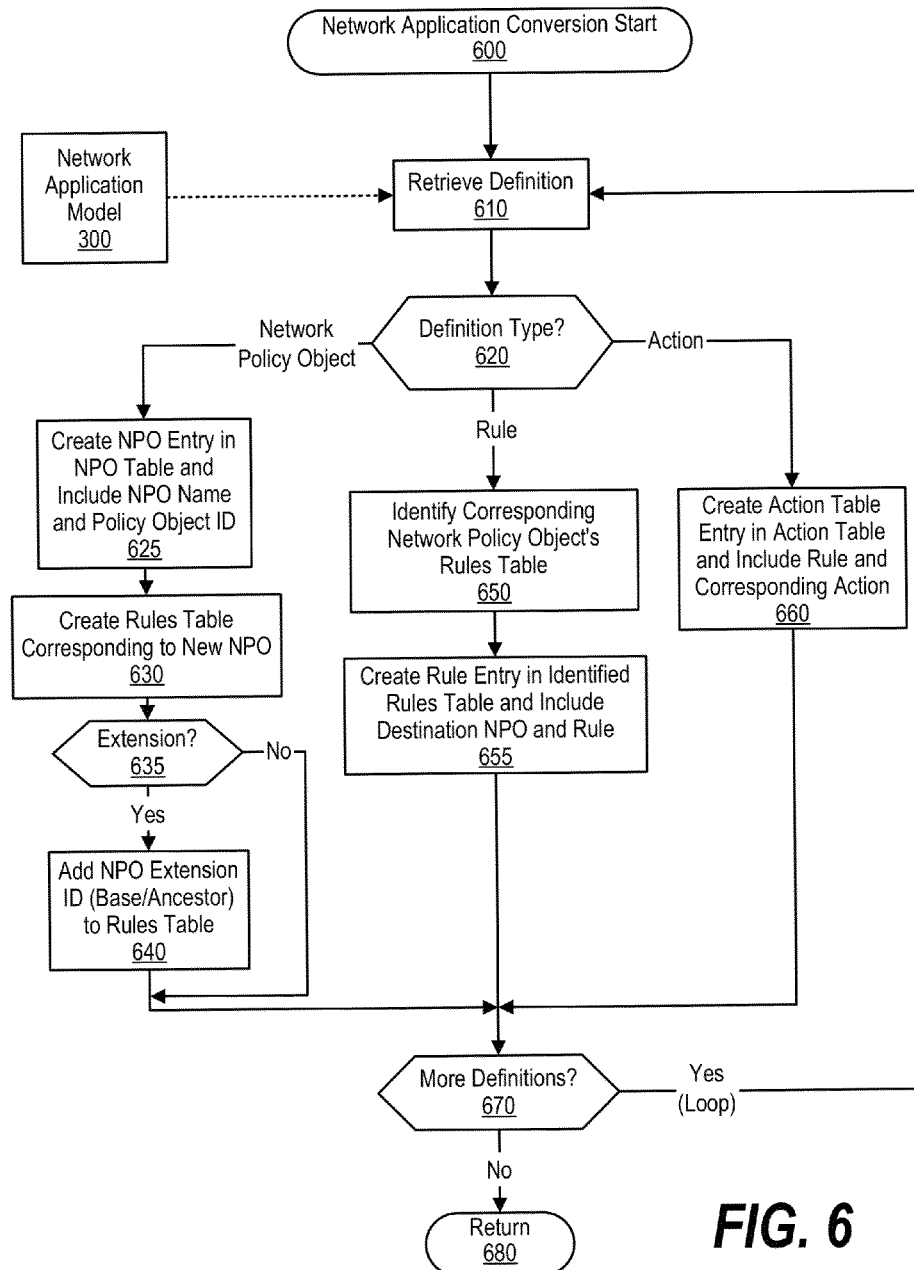 Network Application Conversion Start
600
Network
Application
Model
300
Retrieve Definition
610
Definition Type?
620
Network
Policy Object
Action
Rule
Create NPO Entry in
NPO Table and
Include NPO Name
and Policy Object ID
625
Identify Corresponding
Network Policy Object's
Rules Table
650
Create Action Table
Entry in Action Table
and Include Rule and
Corresponding Action
660
Create Rules Table
Corresponding to New NPO
630
Create Rule Entry in Identified
Rules Table and Include
Destination NPO and Rule
655
Extension?
635
No
Yes
Add NPO Extension
ID (Base/Ancestor)
to Rules Table
640
More Definitions?
670
Yes
(Loop)
No
Return
680
FIG. 6